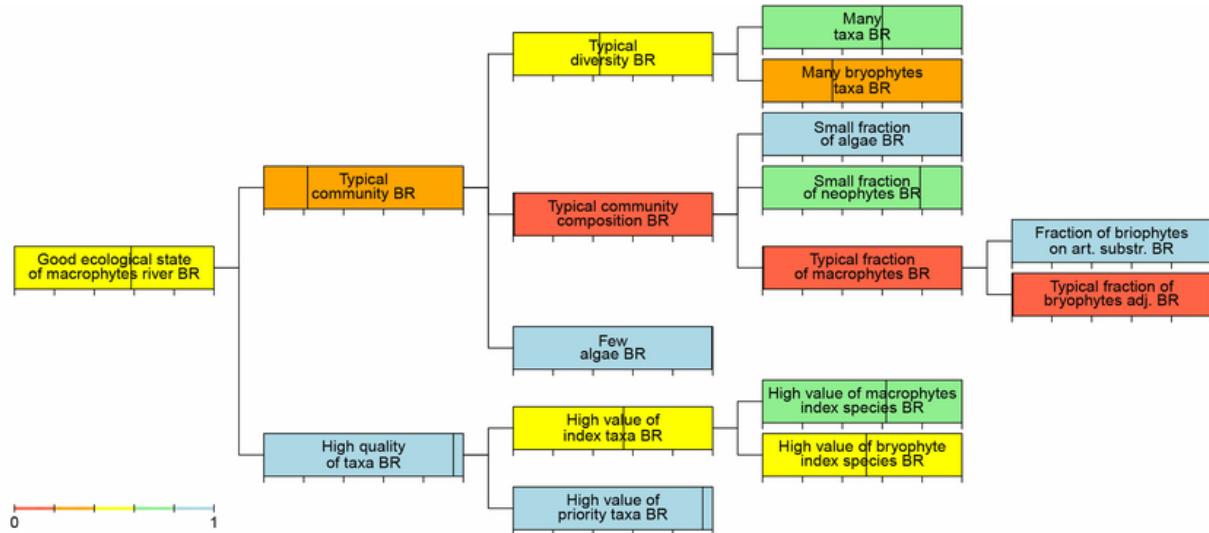 Many
taxa BR
Typical
diversity BR
Many bryophytes
taxa BR
Small fraction
of algae BR
Typical
community BR
Small fraction
of neophytes BR
Typical community
composition BR
Fraction of briophytes
on art. substr. BR
Good ecological state
of macrophytes river BR
Typical fraction
of macrophytes BR
Typical fraction of
bryophytes adj. BR
Few
algae BR
High value of macrophytes
index species BR
High value of
index taxa BR
High quality
of taxa BR
High value of bryophyte
index species BR
High value of
priority taxa BR
0 1